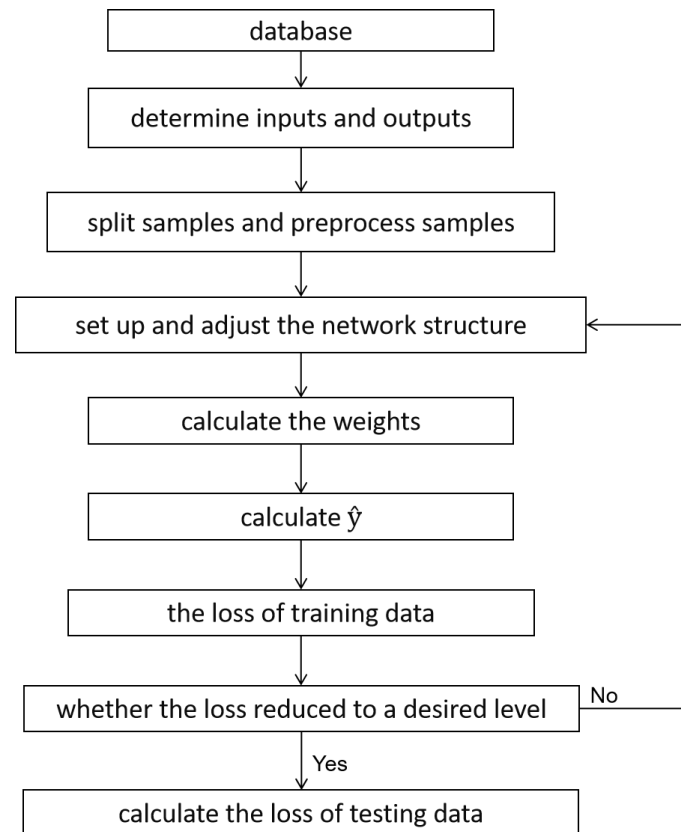 database
determine inputs and outputs
split samples and preprocess samples
set up and adjust the network structure
calculate the weights
calculate ŷ
the loss of training data
whether the loss reduced to a desired level
No
Yes
calculate the loss of testing data